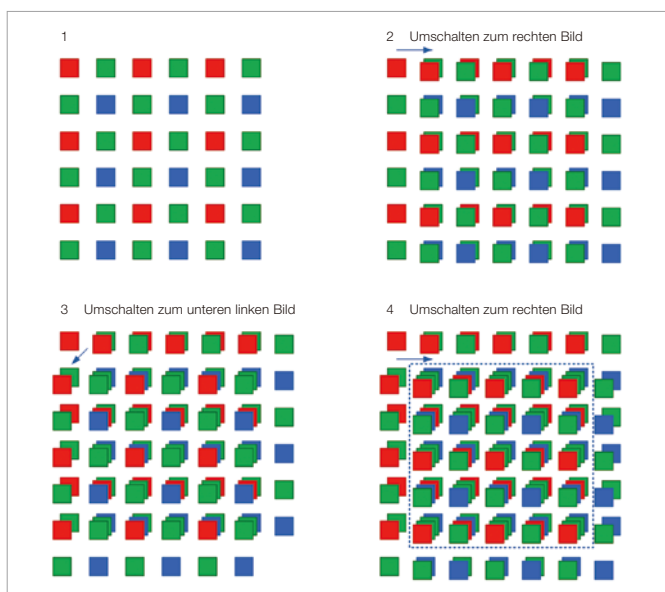 1
2 Umschalten zum rechten Bild
3 Umschalten zum unteren linken Bild
4 Umschalten zum rechten Bild